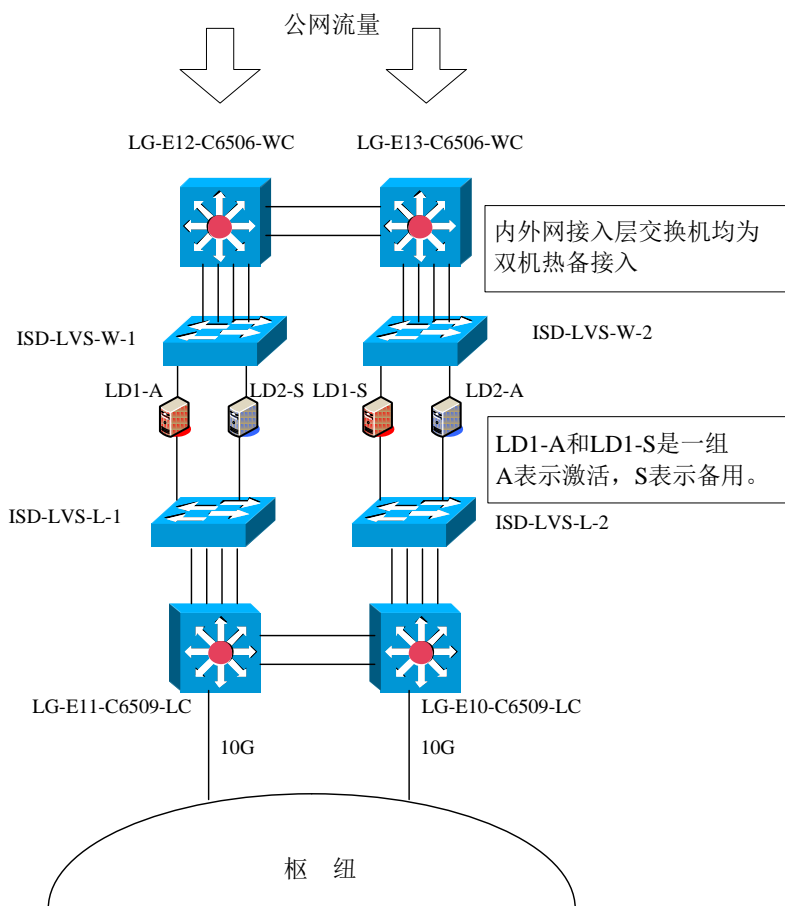 公网流量
LG-E12-C6506-WC
LG-E13-C6506-WC
内外网接入层交换机均为
双机热备接入
ISD-LVS-W-1
ISD-LVS-W-2
LD1-A
LD2-S
LD1-S
LD2-A
LD1-A和LD1-S是一组
A表示激活，S表示备用。
ISD-LVS-L-1
ISD-LVS-L-2
LG-E11-C6509-LC
LG-E10-C6509-LC
10G
10G
枢 纽